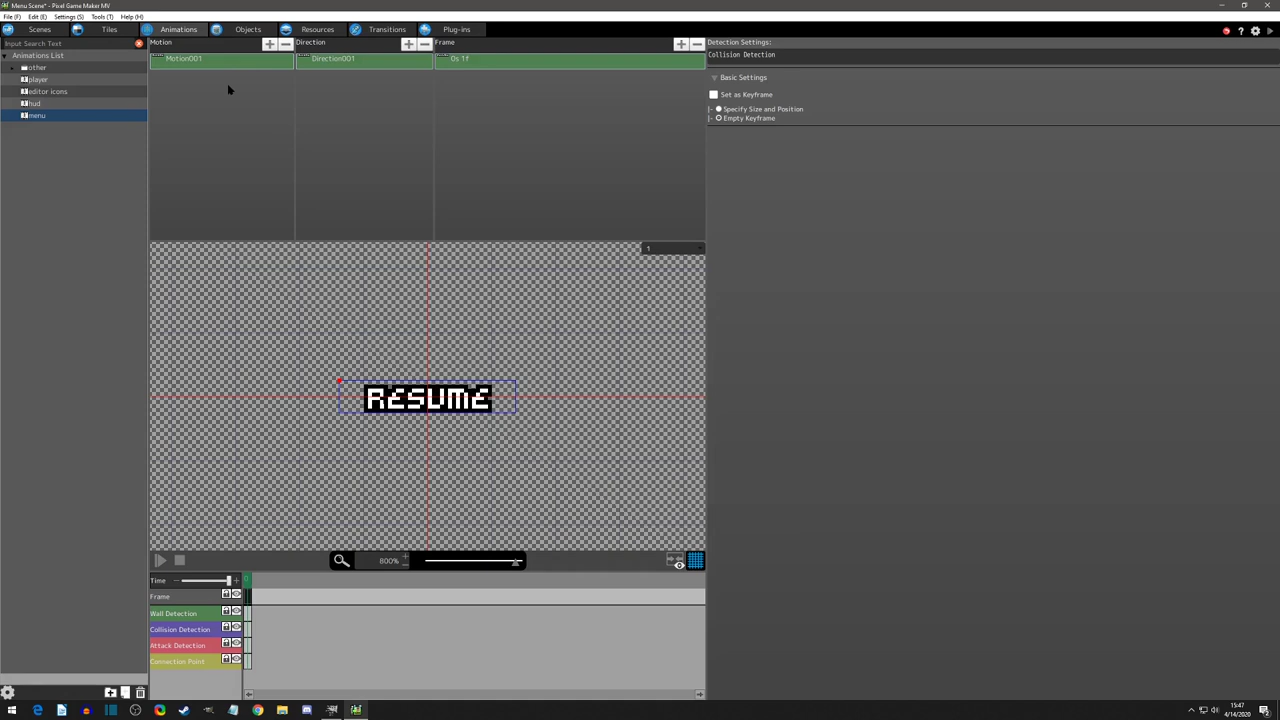 Menu Scene* - Pixel Game Maker MV
File (F) Edit (E) Settings (S) Tools (T) Help (H)
Scenes Tiles Animations Objects Resources Transitions Plug-ins
Input Search Text
Animations List
other
player
editor icons
hud
menu
Motion
Motion001
Direction
Direction001
Frame
0s 1f
Detection Settings:
Collision Detection
Basic Settings
Set as Keyframe
Specify Size and Position
Empty Keyframe
1
RESUME
800%
Time
0
Frame
Wall Detection
Collision Detection
Attack Detection
Connection Point
15:47
4/14/2020